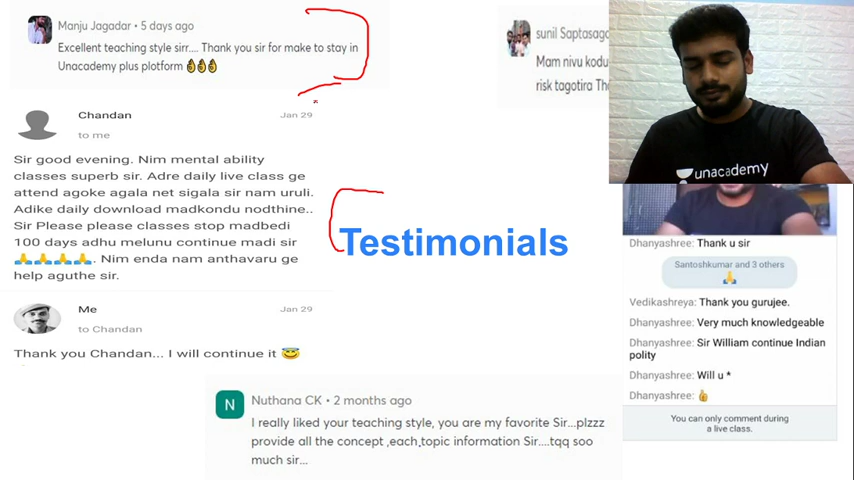 Manju Jagadar • 5 days ago
Excellent teaching style sirr.... Thank you sir for make to stay in
Unacademy plus plotform 👌👌👌
Chandan
Jan 29
to me
Sir good evening. Nim mental ability
classes superb sir. Adre daily live class ge
attend agoke agala net sigala sir nam uruli.
Adike daily download madkondu nodthine..
Sir Please please classes stop madbedi
100 days adhu melunu continue madi sir
🙏🙏🙏🙏. Nim enda nam anthavaru ge
help aguthe sir.
Me
Jan 29
to Chandan
Thank you Chandan... I will continue it 😇
Testimonials
N
Nuthana CK • 2 months ago
I really liked your teaching style, you are my favorite Sir...plzzz
provide all the concept ,each,topic information Sir....tqq soo
much sir...
sunil
Mam nivu
risk tagotira
unacademy
Dhanyashree: Thank u sir
Santoshkumar and 3 others
🙏
Vedikashreya: Thank you gurujee.
Dhanyashree: Very much knowledgeable
Dhanyashree: Sir William continue Indian
polity
Dhanyashree: Will u *
Dhanyashree: 👍
You can only comment during
a live class.